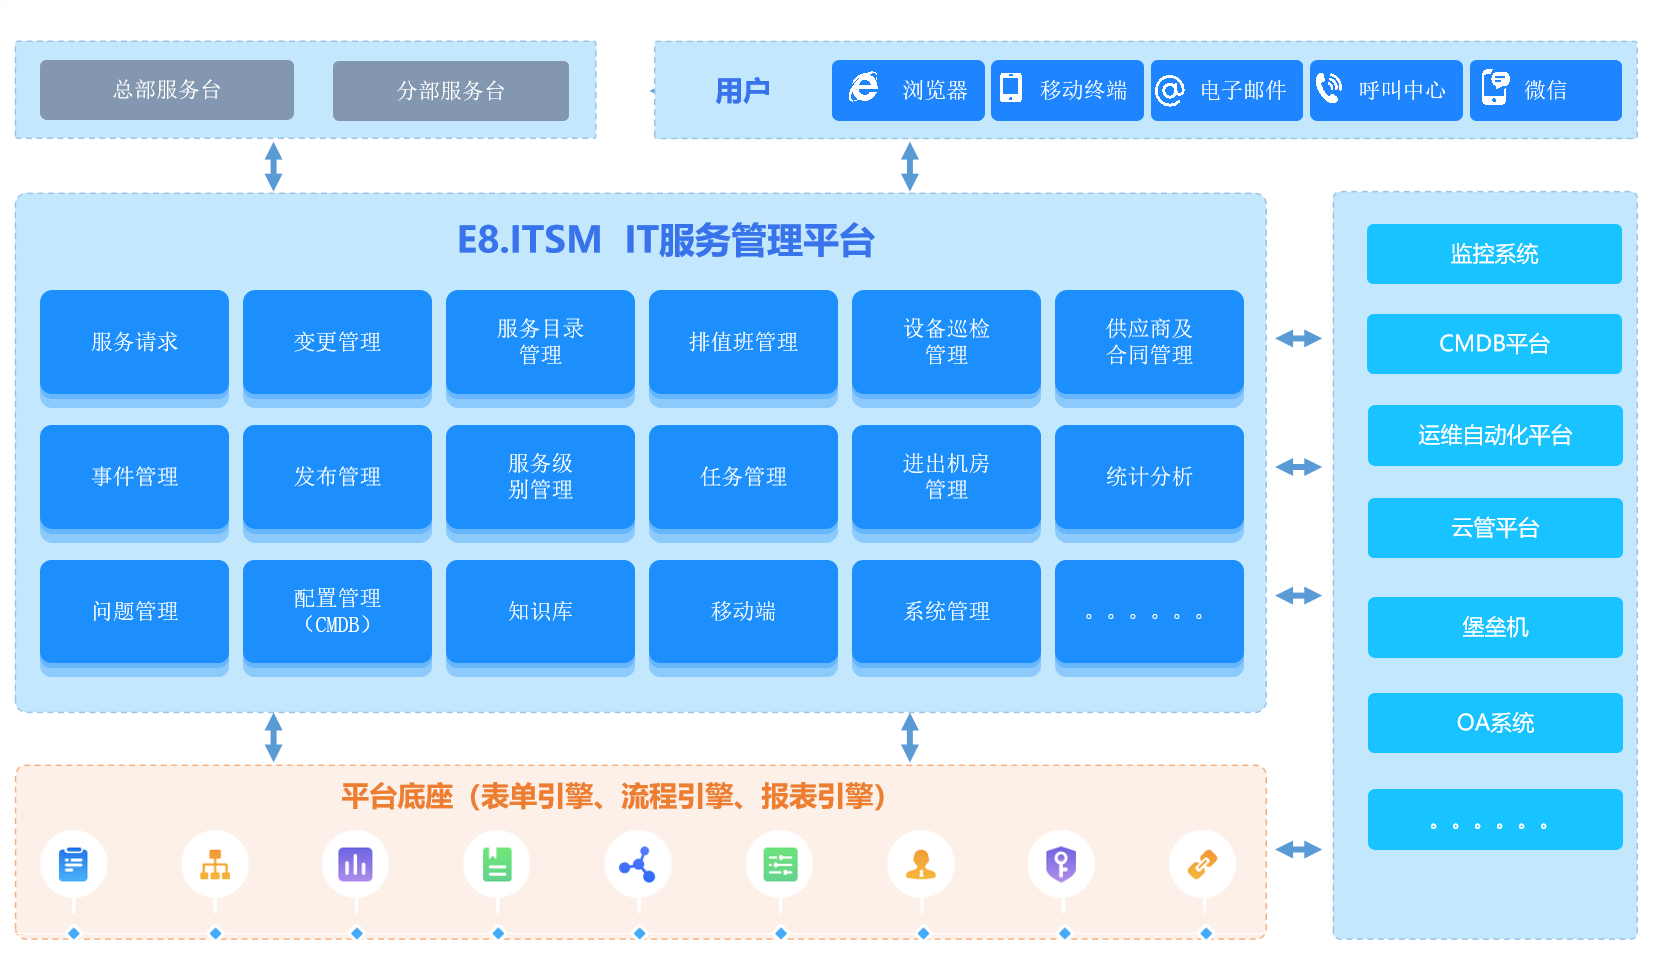 总部服务台
分部服务台
用户
浏览器
移动终端
电子邮件
呼叫中心
微信
E8.ITSM IT服务管理平台
服务请求
变更管理
服务目录
管理
排值班管理
设备巡检
管理
供应商及
合同管理
事件管理
发布管理
服务级
别管理
任务管理
进出机房
管理
统计分析
问题管理
配置管理
（CMDB）
知识库
移动端
系统管理
。。。。。。
监控系统
CMDB平台
运维自动化平台
云管平台
堡垒机
OA系统
。。。。。。
平台底座（表单引擎、流程引擎、报表引擎）